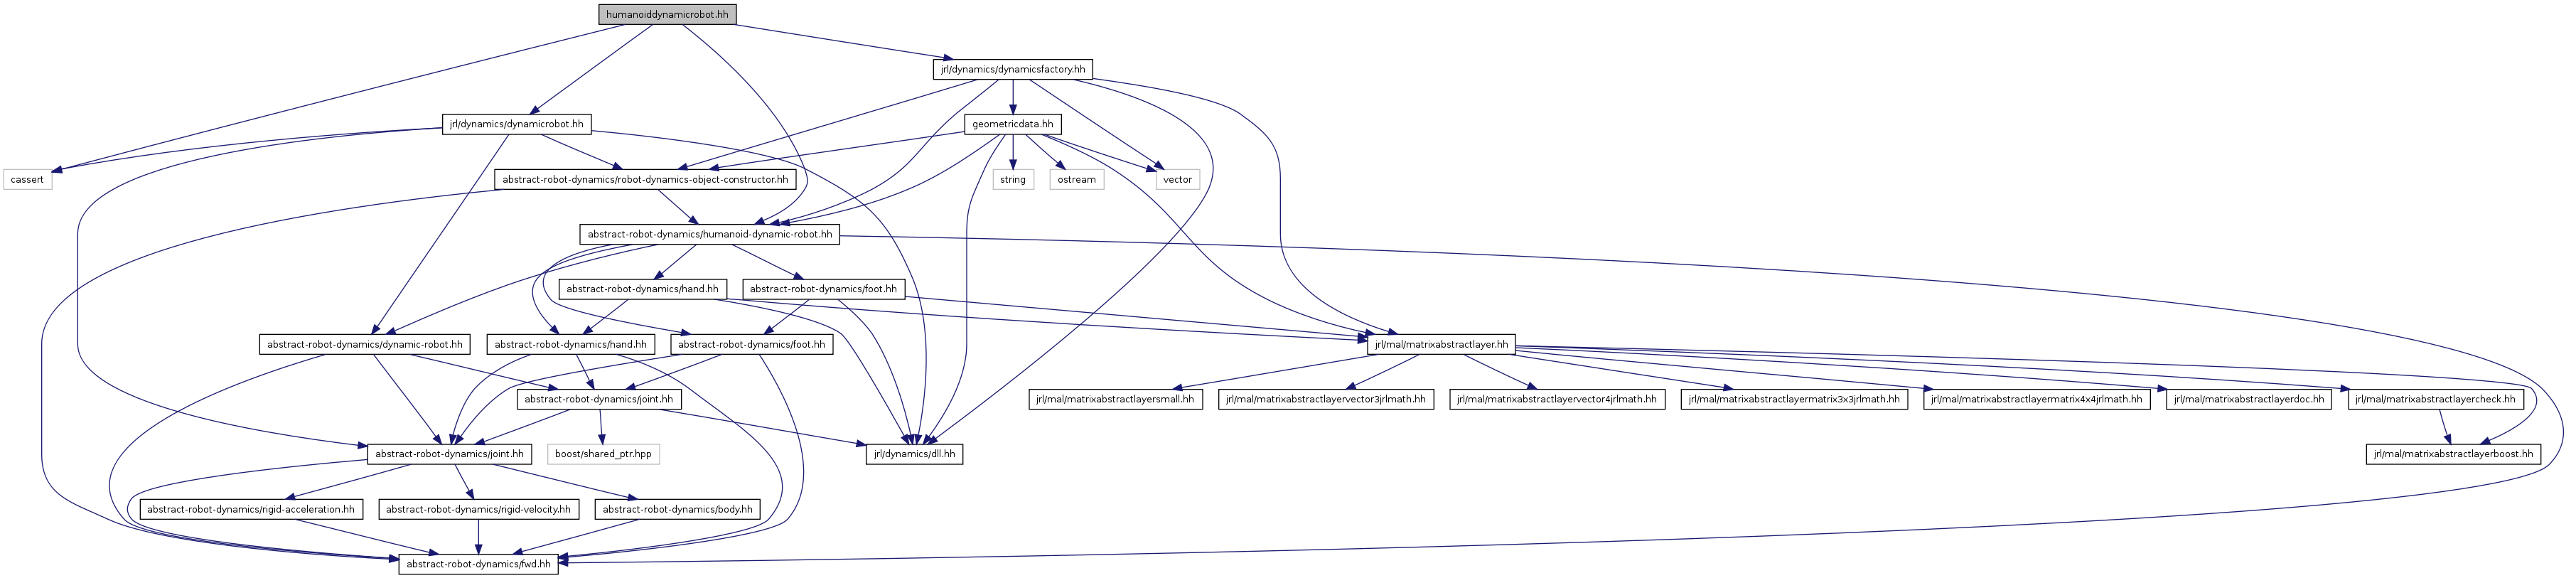 humanoiddynamicrobot.hh
jrl/dynamics/dynamicsfactory.hh
jrl/dynamics/dynamicrobot.hh
geometricdata.hh
cassert
abstract-robot-dynamics/robot-dynamics-object-constructor.hh
string
ostream
vector
abstract-robot-dynamics/humanoid-dynamic-robot.hh
abstract-robot-dynamics/hand.hh
abstract-robot-dynamics/foot.hh
abstract-robot-dynamics/dynamic-robot.hh
abstract-robot-dynamics/hand.hh
abstract-robot-dynamics/foot.hh
jrl/mal/matrixabstractlayer.hh
abstract-robot-dynamics/joint.hh
jrl/mal/matrixabstractlayersmall.hh
jrl/mal/matrixabstractlayervector3jrlmath.hh
jrl/mal/matrixabstractlayervector4jrlmath.hh
jrl/mal/matrixabstractlayermatrix3x3jrlmath.hh
jrl/mal/matrixabstractlayermatrix4x4jrlmath.hh
jrl/mal/matrixabstractlayerdoc.hh
jrl/mal/matrixabstractlayercheck.hh
abstract-robot-dynamics/joint.hh
boost/shared_ptr.hpp
jrl/dynamics/dll.hh
jrl/mal/matrixabstractlayerboost.hh
abstract-robot-dynamics/rigid-acceleration.hh
abstract-robot-dynamics/rigid-velocity.hh
abstract-robot-dynamics/body.hh
abstract-robot-dynamics/fwd.hh